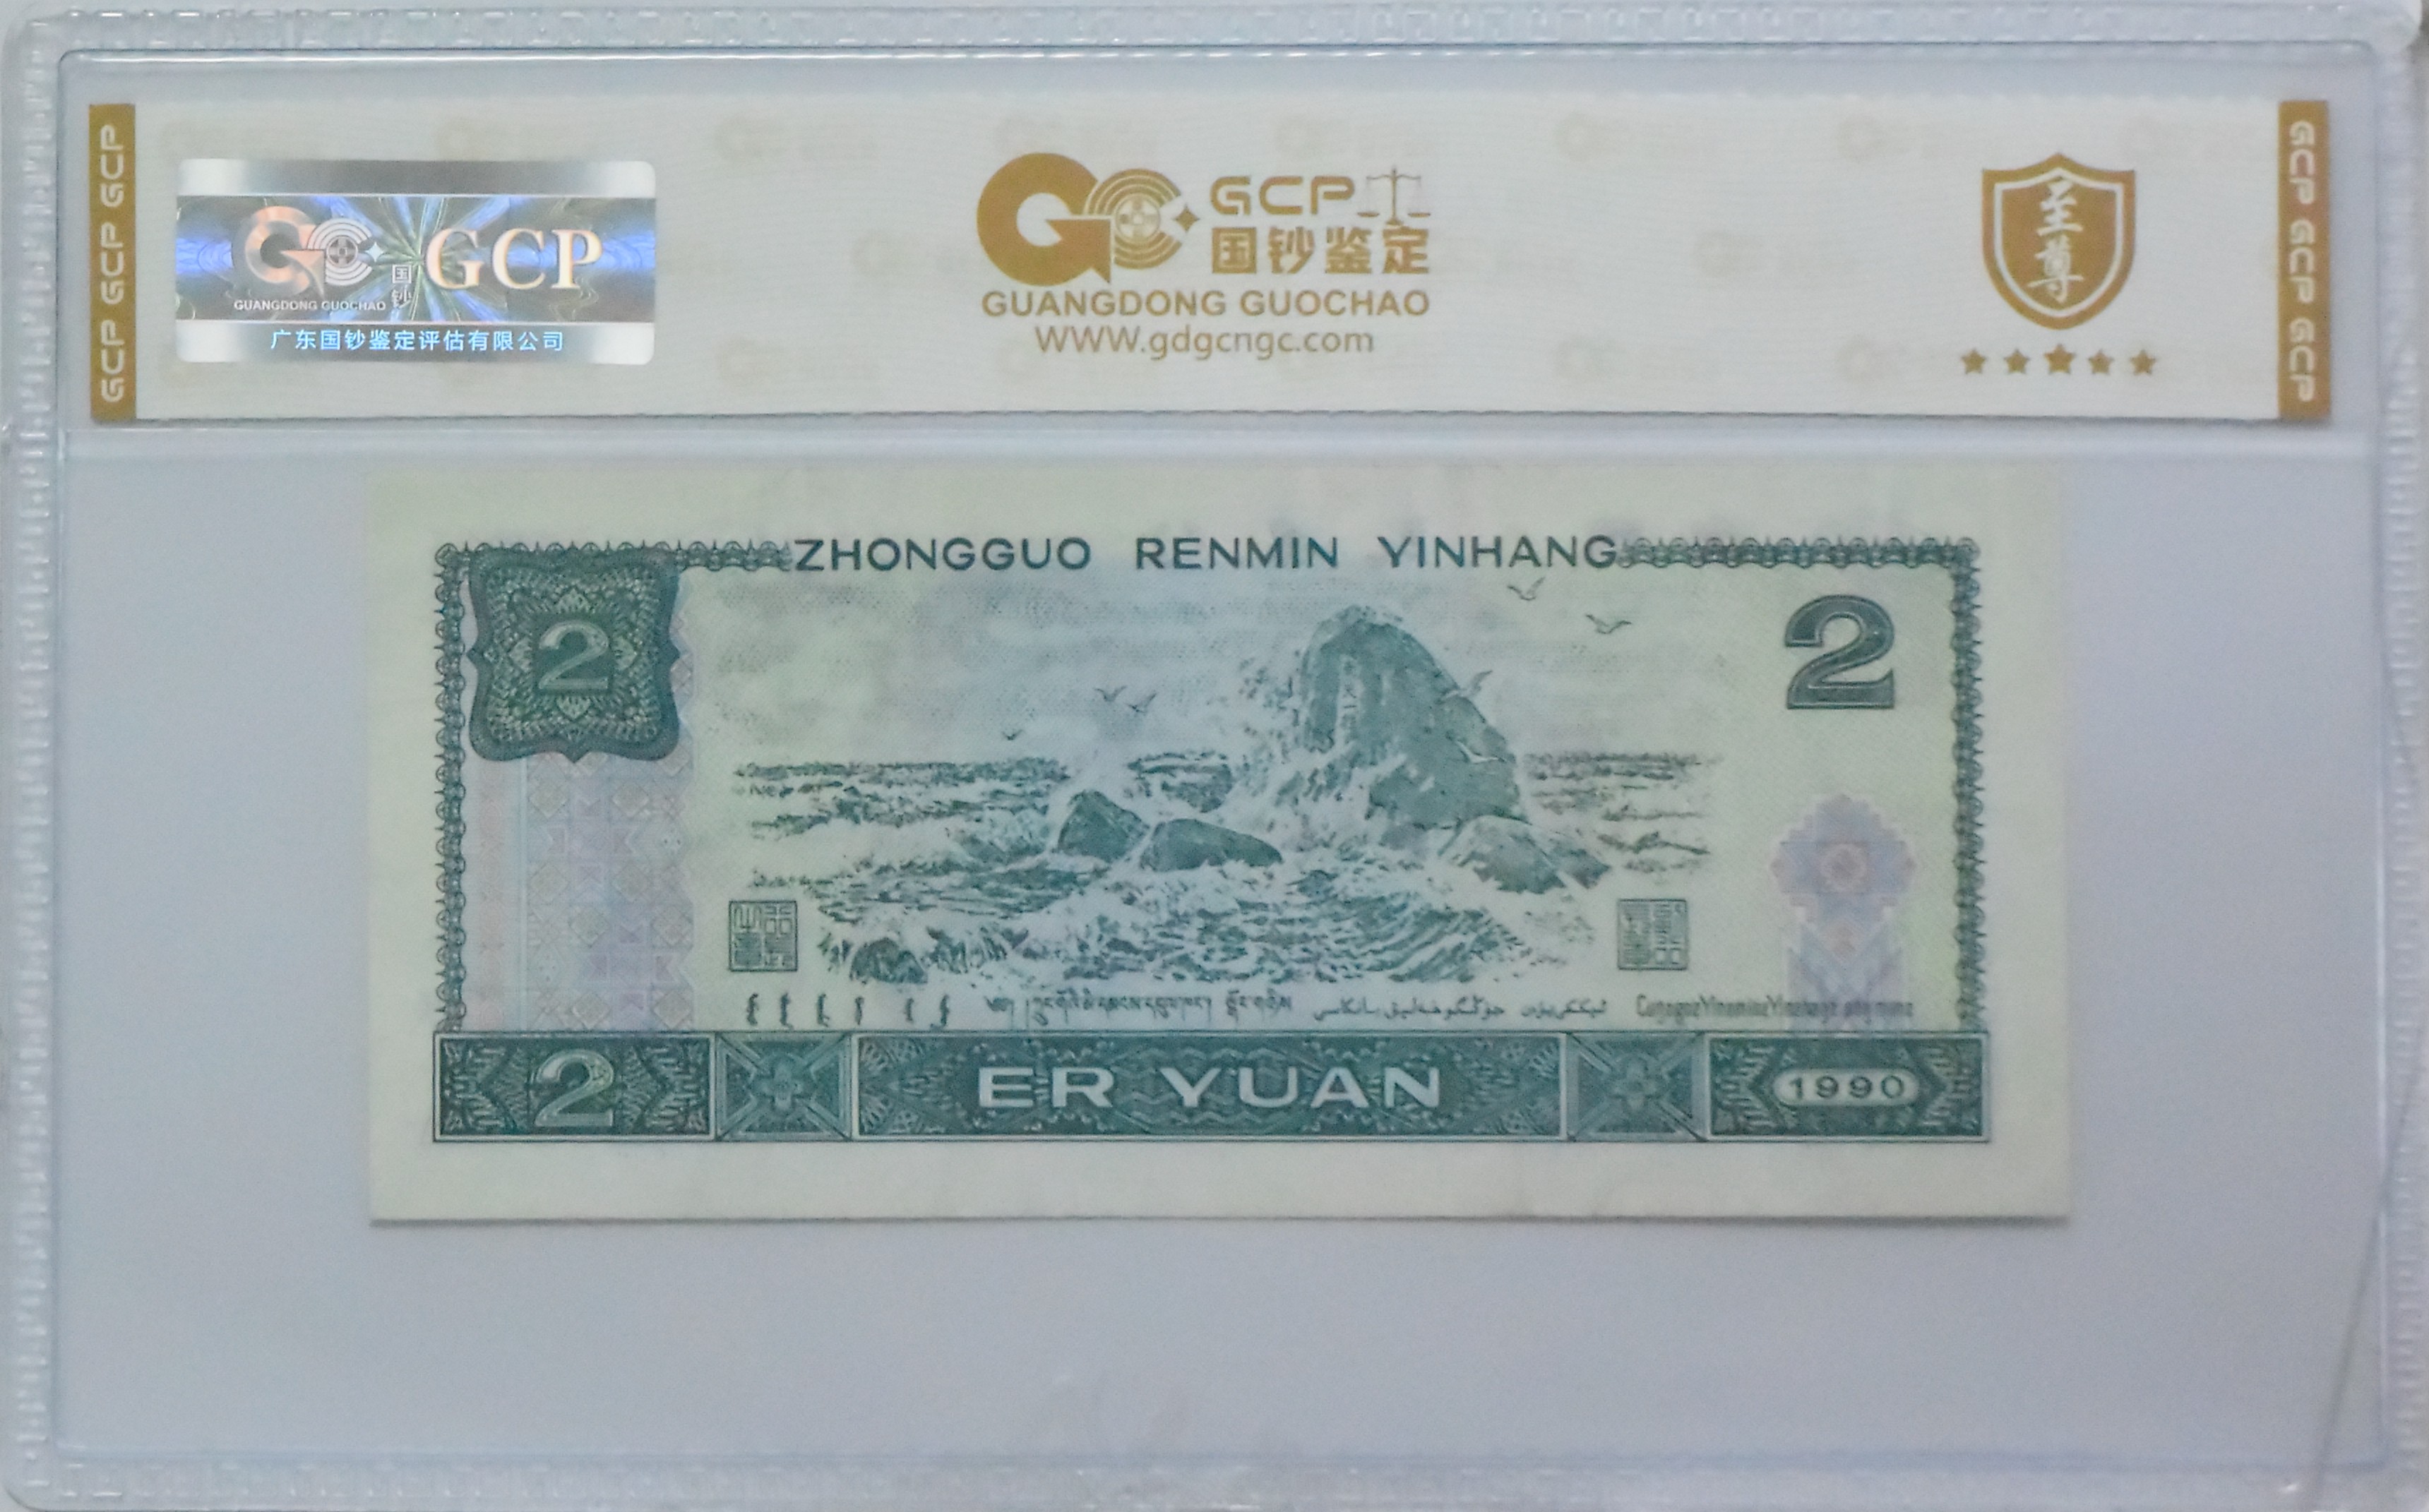 GCP GCP GCP
GCP
国钞
GUANGDONG GUOCHAO
广东国钞鉴定评估有限公司
GCP
国钞鉴定
GUANGDONG GUOCHAO
WWW.gdgcngc.com
至尊
GCP GCP GCP
ZHONGGUO RENMIN YINHANG
2
2
2
ER YUAN
1990